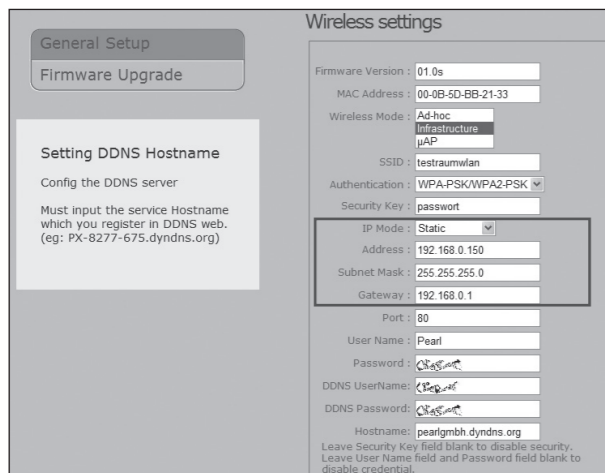 Wireless settings
General Setup
Firmware Upgrade
Setting DDNS Hostname
Config the DDNS server
Must input the service Hostname
which you register in DDNS web.
(eg: PX-8277-675.dyndns.org)
Firmware Version : 01.0s
MAC Address : 00-0B-5D-BB-21-33
Wireless Mode : Ad-hoc
Infrastructure
µAP
SSID : testraumwlan
Authentication : WPA-PSK/WPA2-PSK
Security Key : passwort
IP Mode : Static
Address : 192.168.0.150
Subnet Mask : 255.255.255.0
Gateway : 192.168.0.1
Port : 80
User Name : Pearl
Password :
DDNS UserName:
DDNS Password:
Hostname: pearlgmbh.dyndns.org
Leave Security Key field blank to disable security.
Leave User Name field and Password field blank to
disable credential.